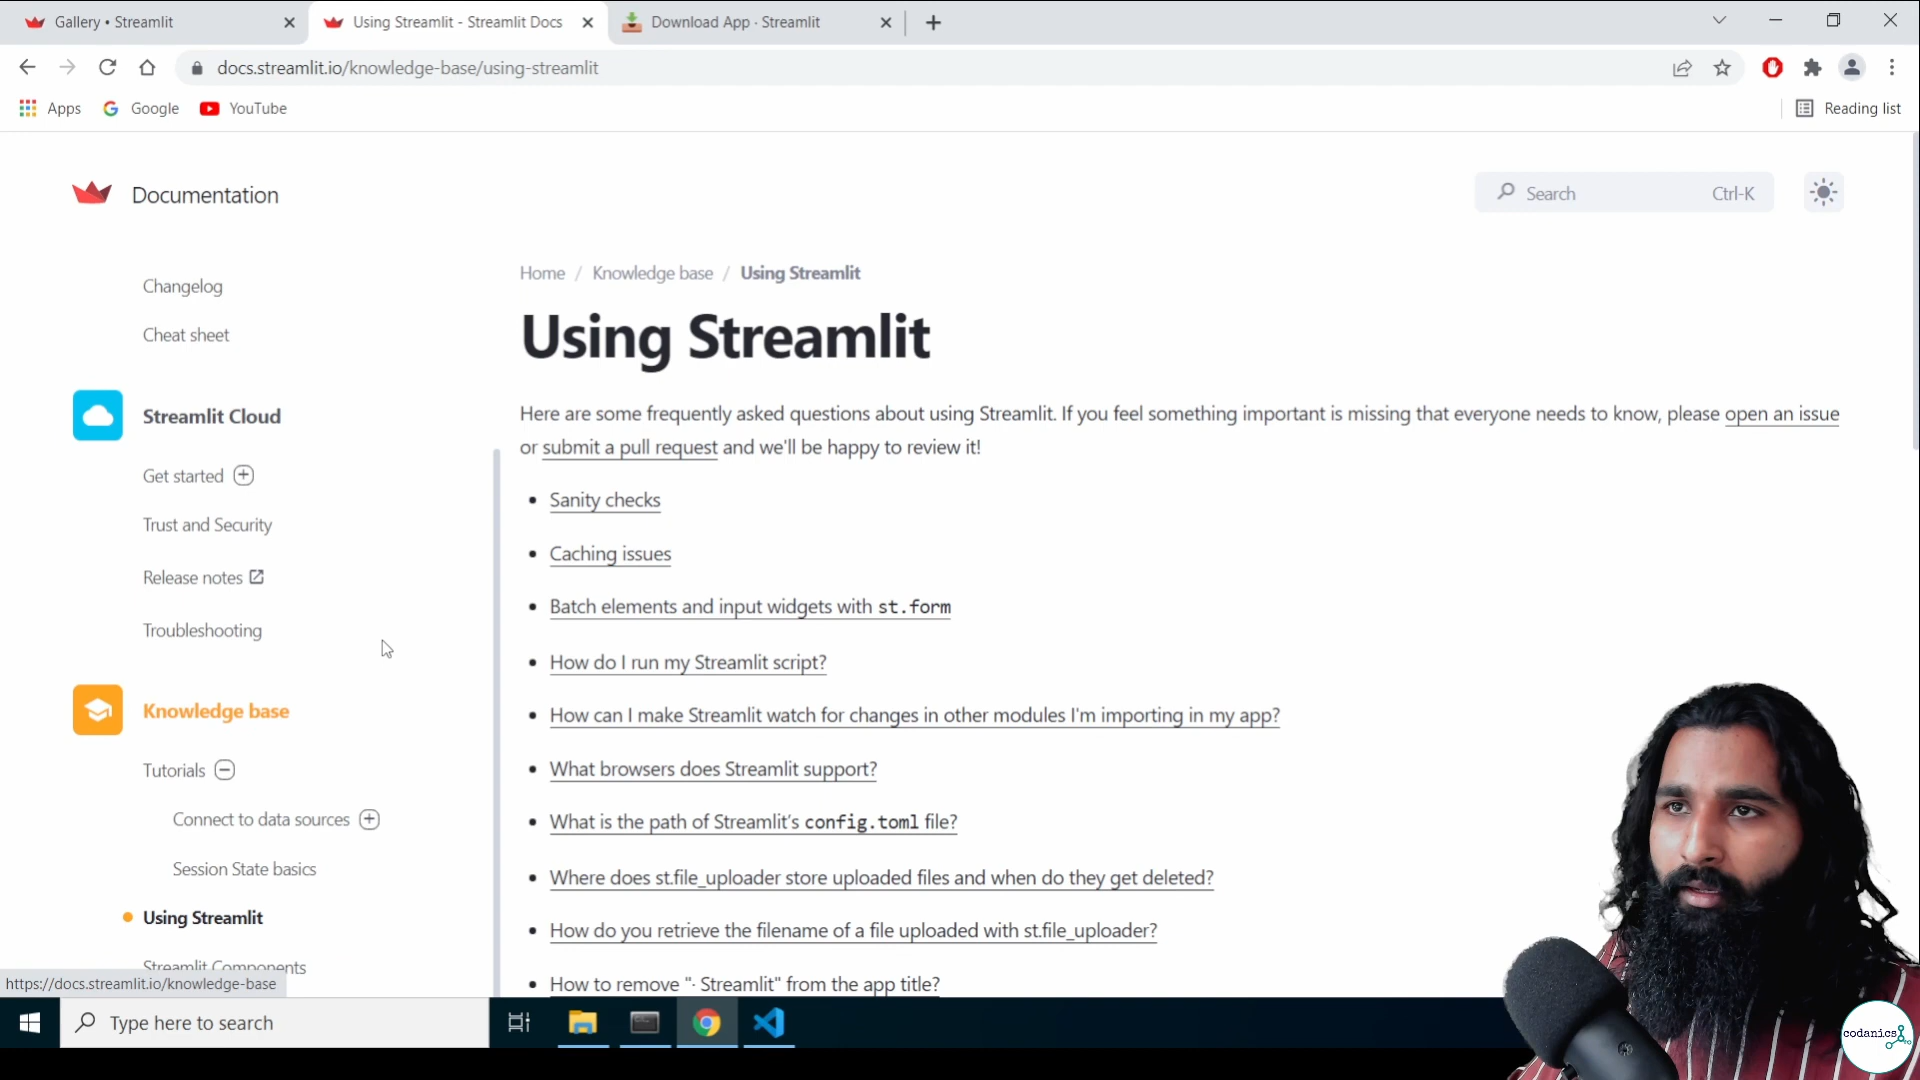 Gallery • Streamlit
Using Streamlit - Streamlit Docs
Download App · Streamlit
docs.streamlit.io/knowledge-base/using-streamlit
Apps
Google
YouTube
Reading list
Documentation
Search
Ctrl-K
Changelog
Cheat sheet
Streamlit Cloud
Get started
Trust and Security
Release notes
Troubleshooting
Knowledge base
Tutorials
Connect to data sources
Session State basics
Using Streamlit
Streamlit Components
Home / Knowledge base / Using Streamlit
Using Streamlit
Here are some frequently asked questions about using Streamlit. If you feel something important is missing that everyone needs to know, please open an issue
or submit a pull request and we'll be happy to review it!
• Sanity checks
• Caching issues
• Batch elements and input widgets with st.form
• How do I run my Streamlit script?
• How can I make Streamlit watch for changes in other modules I'm importing in my app?
• What browsers does Streamlit support?
• What is the path of Streamlit's config.toml file?
• Where does st.file_uploader store uploaded files and when do they get deleted?
• How do you retrieve the filename of a file uploaded with st.file_uploader?
• How to remove "· Streamlit" from the app title?
https://docs.streamlit.io/knowledge-base
Type here to search
codanics